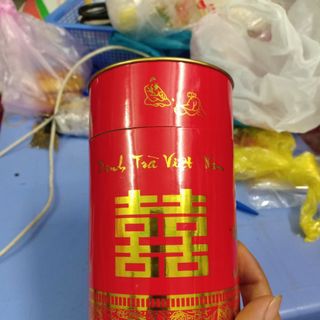 Danh Trà Việt Nam
囍